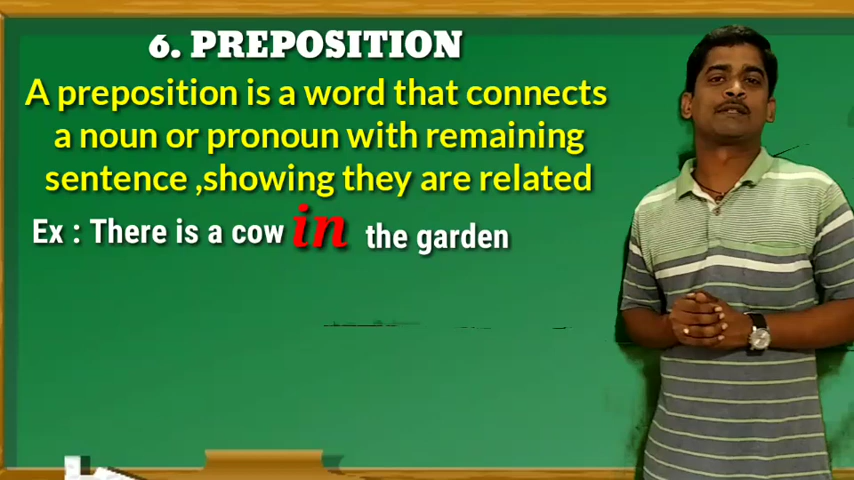 6. PREPOSITION
A preposition is a word that connects
a noun or pronoun with remaining
sentence ,showing they are related
Ex : There is a cow in the garden